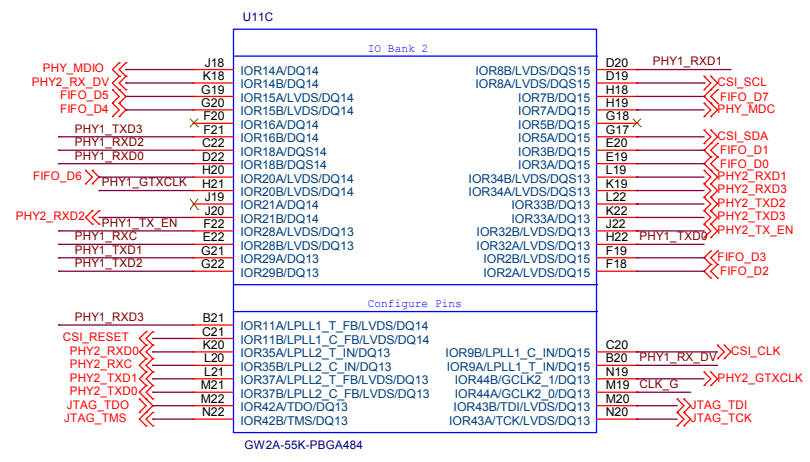 U11C
IO Bank 2
PHY_MDIO J18 IOR14A/DQ14 IOR8B/LVDS/DQS15 D20 PHY1_RXD1
PHY2_RX_DV K18 IOR14B/DQ14 IOR8A/LVDS/DQS15 D19 CSI_SCL
FIFO_D5 G19 IOR15A/LVDS/DQ14 IOR7B/DQ15 H18 FIFO_D7
FIFO_D4 G20 IOR15B/LVDS/DQ14 IOR7A/DQ15 H19 PHY_MDC
F20 IOR16A/DQ14 IOR5B/DQ15 G18
PHY1_TXD3 F21 IOR16B/DQ14 IOR5A/DQ15 G17 CSI_SDA
PHY1_RXD2 C22 IOR18A/DQS14 IOR3B/DQ15 E20 FIFO_D1
PHY1_RXD0 D22 IOR18B/DQS14 IOR3A/DQ15 E19 FIFO_D0
FIFO_D6 H20 IOR20A/LVDS/DQ14 IOR34B/LVDS/DQS13 L19 PHY2_RXD1
PHY1_GTXCLK H21 IOR20B/LVDS/DQ14 IOR34A/LVDS/DQS13 K19 PHY2_RXD3
J19 IOR21A/DQ14 IOR33B/DQ13 L22 PHY2_TXD2
PHY2_RXD2 J20 IOR21B/DQ14 IOR33A/DQ13 K22 PHY2_TXD3
PHY1_TX_EN F22 IOR28A/LVDS/DQ13 IOR32B/LVDS/DQ13 J22 PHY2_TX_EN
PHY1_RXC E22 IOR28B/LVDS/DQ13 IOR32A/LVDS/DQ13 H22 PHY1_TXD0
PHY1_TXD1 G21 IOR29A/DQ13 IOR2B/LVDS/DQ15 F19 FIFO_D3
PHY1_TXD2 G22 IOR29B/DQ13 IOR2A/LVDS/DQ15 F18 FIFO_D2
Configure Pins
PHY1_RXD3 B21 IOR11A/LPLL1_T_FB/LVDS/DQ14
CSI_RESET C21 IOR11B/LPLL1_C_FB/LVDS/DQ14
PHY2_RXD0 K20 IOR35A/LPLL2_T_IN/DQ13 IOR9B/LPLL1_C_IN/DQ15 C20 CSI_CLK
PHY2_RXC L20 IOR35B/LPLL2_C_IN/DQ13 IOR9A/LPLL1_T_IN/DQ15 B20 PHY1_RX_DV
PHY2_TXD1 L21 IOR37A/LPLL2_T_FB/LVDS/DQ13 IOR44B/GCLK2_1/DQ13 N19 PHY2_GTXCLK
PHY2_TXD0 M21 IOR37B/LPLL2_C_FB/LVDS/DQ13 IOR44A/GCLK2_0/DQ13 M19 CLK_G
JTAG_TDO M22 IOR42A/TDO/DQ13 IOR43B/TDI/LVDS/DQ13 M20 JTAG_TDI
JTAG_TMS N22 IOR42B/TMS/DQ13 IOR43A/TCK/LVDS/DQ13 N20 JTAG_TCK
GW2A-55K-PBGA484